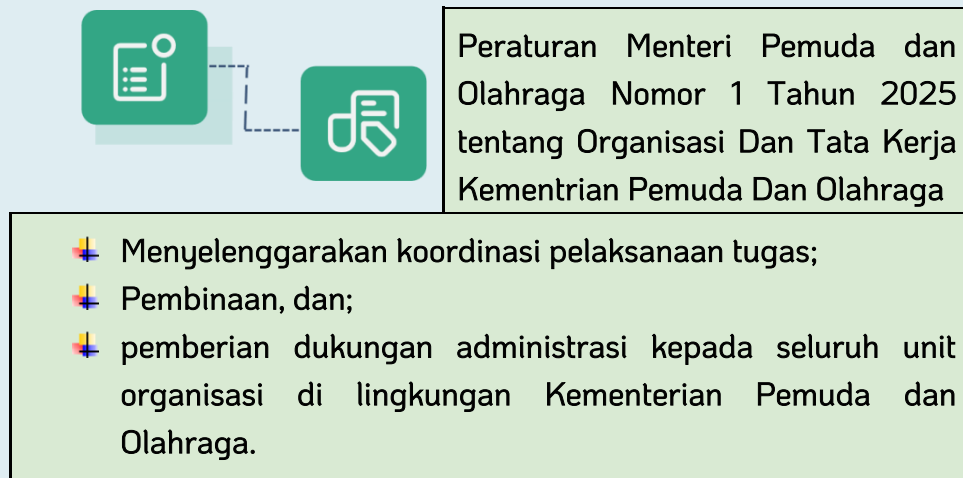 Peraturan Menteri Pemuda dan
Olahraga Nomor 1 Tahun 2025
tentang Organisasi Dan Tata Kerja
Kementrian Pemuda Dan Olahraga
Menyelenggarakan koordinasi pelaksanaan tugas;
Pembinaan, dan;
pemberian dukungan administrasi kepada seluruh unit
organisasi di lingkungan Kementerian Pemuda dan
Olahraga.